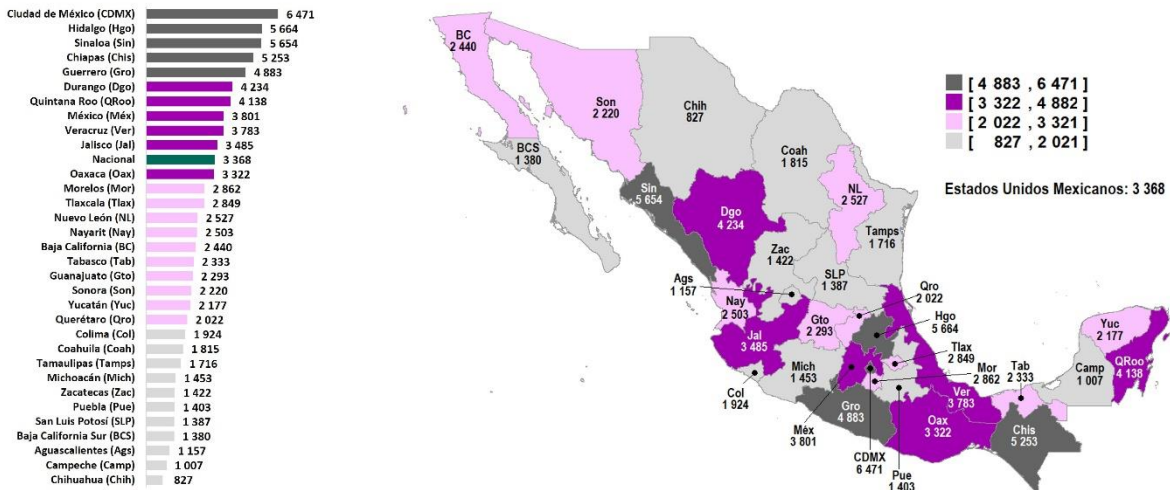 Ciudad de México (CDMX) 6 471
Hidalgo (Hgo) 5 664
Sinaloa (Sin) 5 654
Chiapas (Chis) 5 253
Guerrero (Gro) 4 883
Durango (Dgo) 4 234
Quintana Roo (QRoo) 4 138
México (Méx) 3 801
Veracruz (Ver) 3 783
Jalisco (Jal) 3 485
Nacional 3 368
Oaxaca (Oax) 3 322
Morelos (Mor) 2 862
Tlaxcala (Tlax) 2 849
Nuevo León (NL) 2 527
Nayarit (Nay) 2 503
Baja California (BC) 2 440
Tabasco (Tab) 2 333
Guanajuato (Gto) 2 293
Sonora (Son) 2 220
Yucatán (Yuc) 2 177
Querétaro (Qro) 2 022
Colima (Col) 1 924
Coahuila (Coah) 1 815
Tamaulipas (Tamps) 1 716
Michoacán (Mich) 1 453
Zacatecas (Zac) 1 422
Puebla (Pue) 1 403
San Luis Potosí (SLP) 1 387
Baja California Sur (BCS) 1 380
Aguascalientes (Ags) 1 157
Campeche (Camp) 1 007
Chihuahua (Chih) 827
BC
2 440
Son
2 220
Chih
827
BCS
1 380
Coah
1 815
Sin
5 654
NL
2 527
Dgo
4 234
Tamps
1 716
Zac
1 422
SLP
1 387
Ags
1 157
Nay
2 503
Qro
2 022
Gto
2 293
Hgo
5 664
Jal
3 485
Tlax
2 849
Yuc
2 177
Mich
1 453
Mor
2 862
Tab
2 333
QRoo
4 138
Camp
1 007
Col
1 924
Ver
3 783
Gro
4 883
Oax
3 322
Chis
5 253
Méx
3 801
CDMX
6 471
Pue
1 403
[ 4 883 , 6 471 ]
[ 3 322 , 4 882 ]
[ 2 022 , 3 321 ]
[ 827 , 2 021 ]
Estados Unidos Mexicanos: 3 368